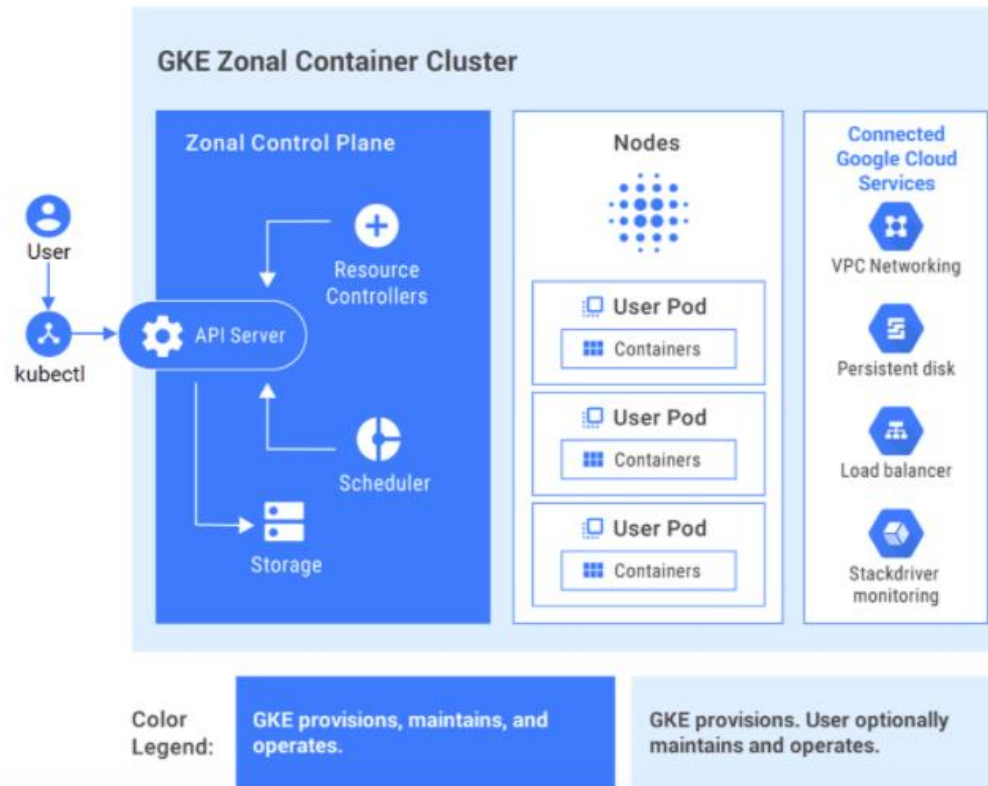 GKE Zonal Container Cluster
Zonal Control Plane
Resource
Controllers
API Server
Scheduler
Storage
User
kubectl
Nodes
User Pod
Containers
User Pod
Containers
User Pod
Containers
Connected
Google Cloud
Services
VPC Networking
Persistent disk
Load balancer
Stackdriver
monitoring
Color
Legend:
GKE provisions, maintains, and
operates.
GKE provisions. User optionally
maintains and operates.